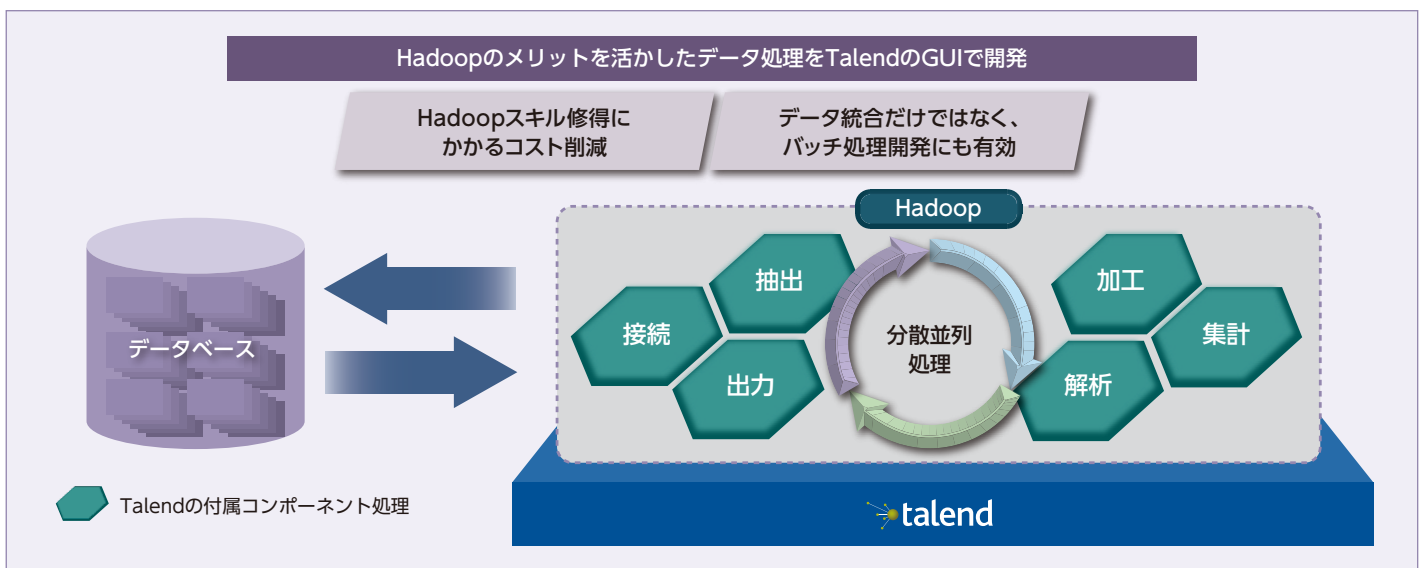 Hadoopのメリットを活かしたデータ処理をTalendのGUIで開発
Hadoopスキル修得に
かかるコスト削減
データ統合だけではなく、
バッチ処理開発にも有効
Hadoop
データベース
接続
抽出
出力
分散並列
処理
加工
集計
解析
Talendの付属コンポーネント処理
talend